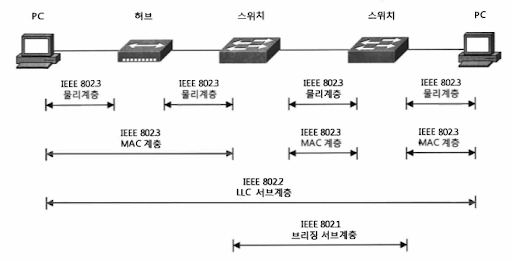 PC
허브
스위치
스위치
PC
IEEE 802.3
물리계층
IEEE 802.3
물리계층
IEEE 802.3
물리계층
IEEE 802.3
물리계층
IEEE 802.3
MAC 계층
IEEE 802.3
MAC 계층
IEEE 802.3
MAC 계층
IEEE 802.2
LLC 서브계층
IEEE 802.1
브리징 서브계층